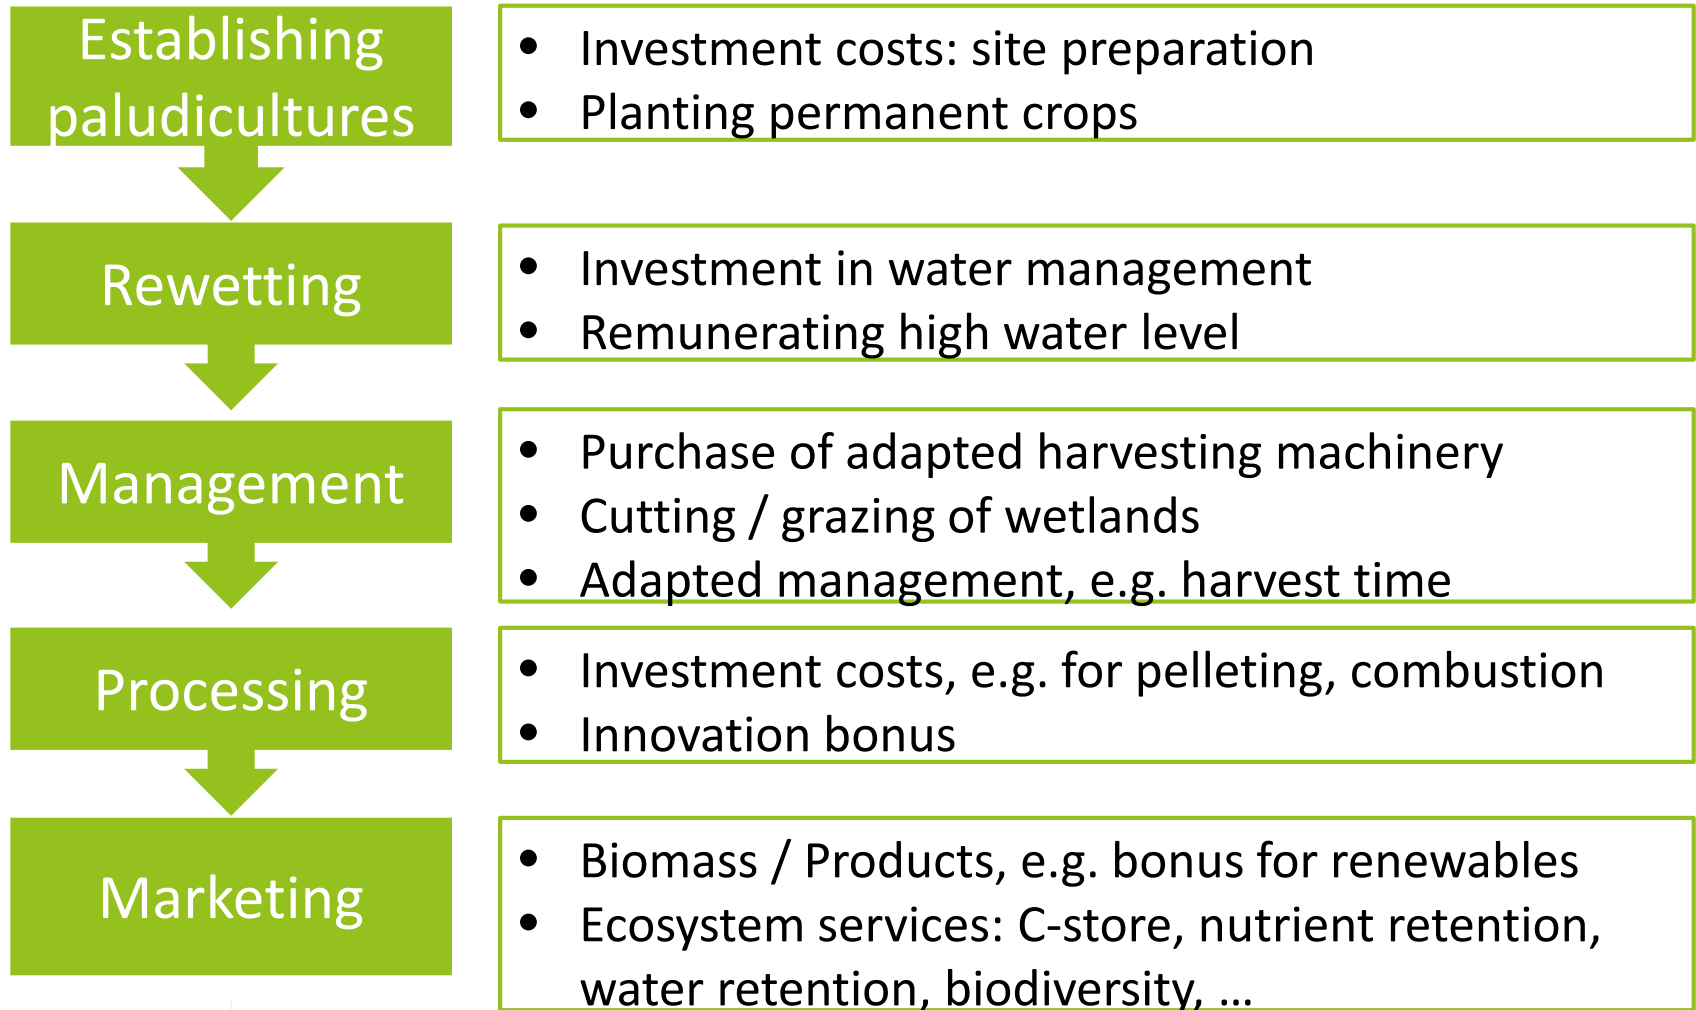 Establishing
paludicultures
• Investment costs: site preparation
• Planting permanent crops
Rewetting
• Investment in water management
• Remunerating high water level
Management
• Purchase of adapted harvesting machinery
• Cutting / grazing of wetlands
• Adapted management, e.g. harvest time
Processing
• Investment costs, e.g. for pelleting, combustion
• Innovation bonus
Marketing
• Biomass / Products, e.g. bonus for renewables
• Ecosystem services: C-store, nutrient retention,
water retention, biodiversity, ...